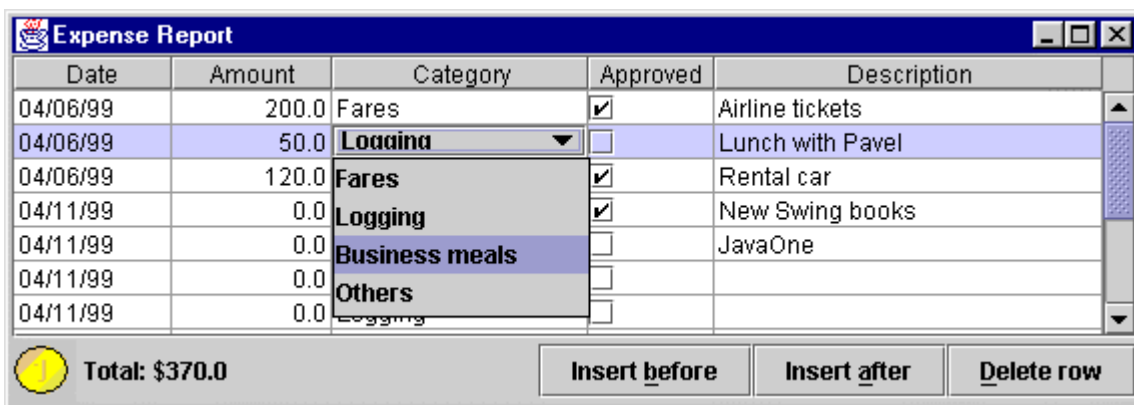 Expense Report
Date Amount Category Approved Description
04/06/99 200.0 Fares Airline tickets
04/06/99 50.0 Logging Lunch with Pavel
04/06/99 120.0 Fares Rental car
04/11/99 0.0 Logging New Swing books
04/11/99 0.0 Business meals JavaOne
04/11/99 0.0 Others
04/11/99 0.0 Logging
Total: $370.0 Insert before Insert after Delete row